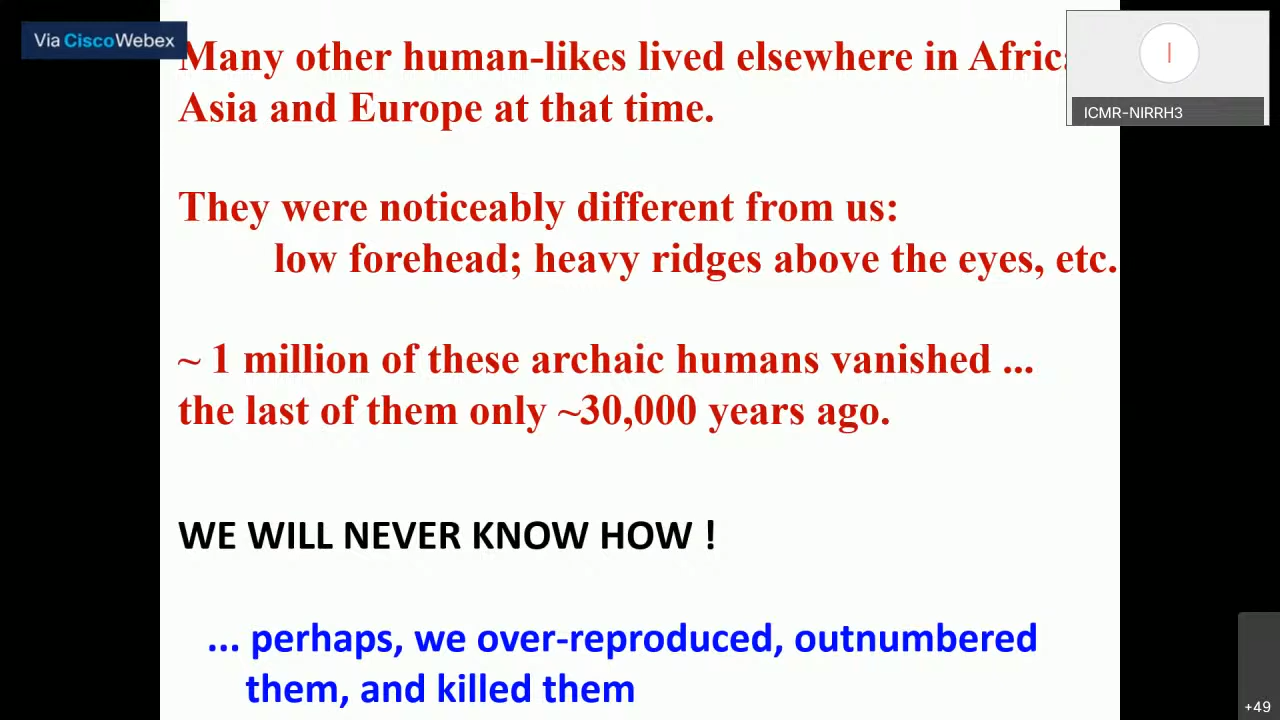 Via CiscoWebex
Many other human-likes lived elsewhere in Africa
Asia and Europe at that time.
ICMR-NIRRH3
They were noticeably different from us:
low forehead; heavy ridges above the eyes, etc.
~ 1 million of these archaic humans vanished ...
the last of them only ~30,000 years ago.
WE WILL NEVER KNOW HOW !
... perhaps, we over-reproduced, outnumbered
them, and killed them
+49